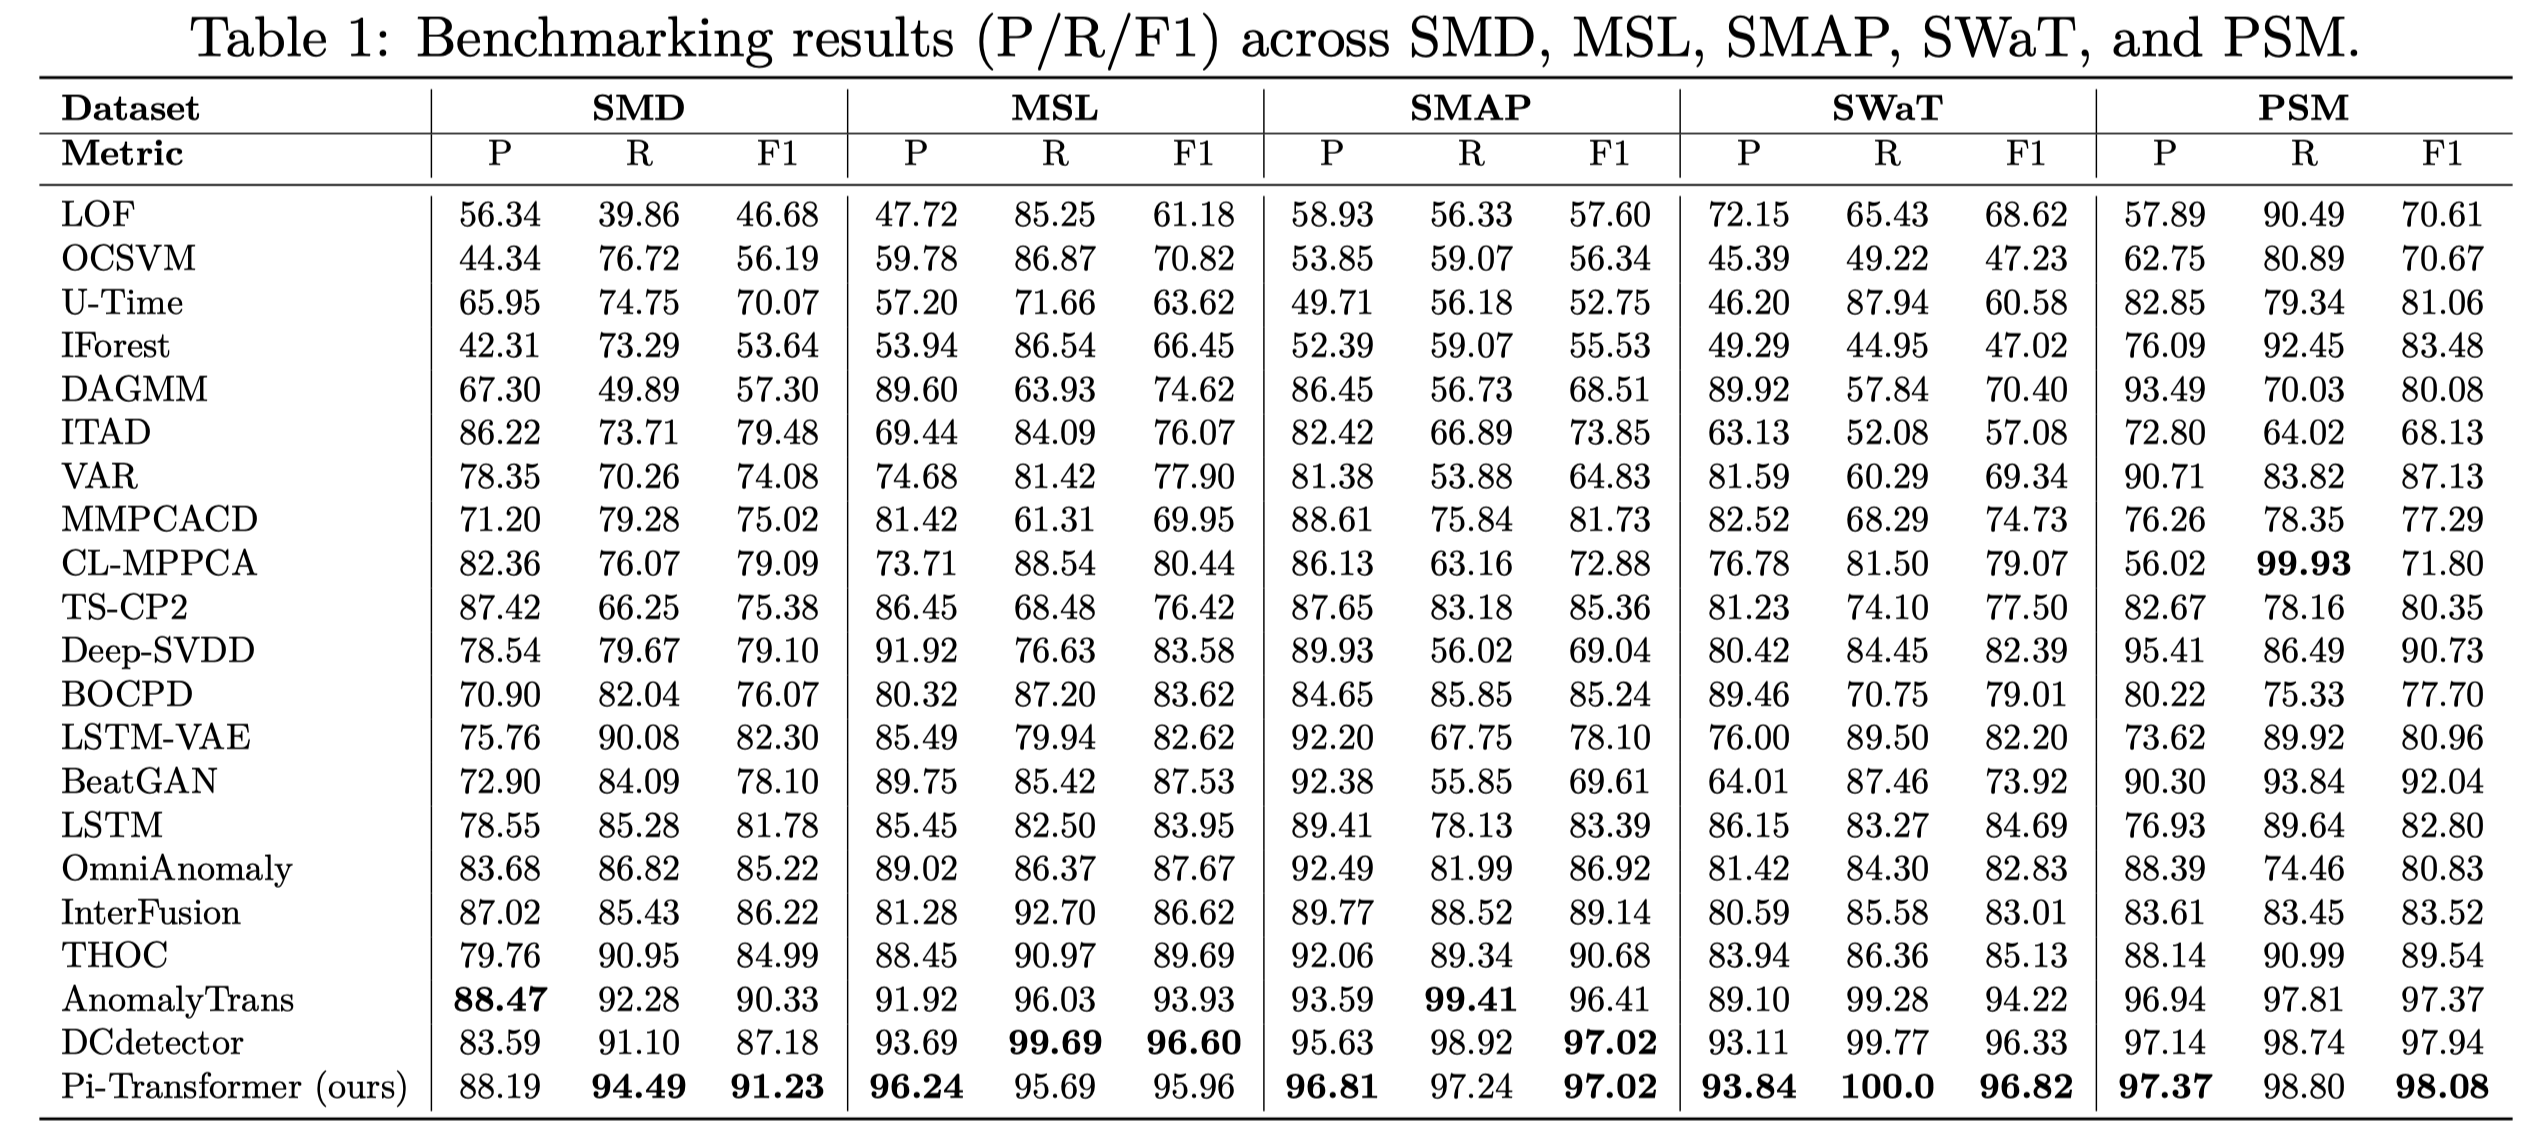 Table 1: Benchmarking results (P/R/F1) across SMD, MSL, SMAP, SWaT, and PSM.
Dataset SMD MSL SMAP SWaT PSM
Metric P R F1 P R F1 P R F1 P R F1 P R F1
LOF 56.34 39.86 46.68 47.72 85.25 61.18 58.93 56.33 57.60 72.15 65.43 68.62 57.89 90.49 70.61
OCSVM 44.34 76.72 56.19 59.78 86.87 70.82 53.85 59.07 56.34 45.39 49.22 47.23 62.75 80.89 70.67
U-Time 65.95 74.75 70.07 57.20 71.66 63.62 49.71 56.18 52.75 46.20 87.94 60.58 82.85 79.34 81.06
IForest 42.31 73.29 53.64 53.94 86.54 66.45 52.39 59.07 55.53 49.29 44.95 47.02 76.09 92.45 83.48
DAGMM 67.30 49.89 57.30 89.60 63.93 74.62 86.45 56.73 68.51 89.92 57.84 70.40 93.49 70.03 80.08
ITAD 86.22 73.71 79.48 69.44 84.09 76.07 82.42 66.89 73.85 63.13 52.08 57.08 72.80 64.02 68.13
VAR 78.35 70.26 74.08 74.68 81.42 77.90 81.38 53.88 64.83 81.59 60.29 69.34 90.71 83.82 87.13
MMPCACD 71.20 79.28 75.02 81.42 61.31 69.95 88.61 75.84 81.73 82.52 68.29 74.73 76.26 78.35 77.29
CL-MPPCA 82.36 76.07 79.09 73.71 88.54 80.44 86.13 63.16 72.88 76.78 81.50 79.07 56.02 99.93 71.80
TS-CP2 87.42 66.25 75.38 86.45 68.48 76.42 87.65 83.18 85.36 81.23 74.10 77.50 82.67 78.16 80.35
Deep-SVDD 78.54 79.67 79.10 91.92 76.63 83.58 89.93 56.02 69.04 80.42 84.45 82.39 95.41 86.49 90.73
BOCPD 70.90 82.04 76.07 80.32 87.20 83.62 84.65 85.85 85.24 89.46 70.75 79.01 80.22 75.33 77.70
LSTM-VAE 75.76 90.08 82.30 85.49 79.94 82.62 92.20 67.75 78.10 76.00 89.50 82.20 73.62 89.92 80.96
BeatGAN 72.90 84.09 78.10 89.75 85.42 87.53 92.38 55.85 69.61 64.01 87.46 73.92 90.30 93.84 92.04
LSTM 78.55 85.28 81.78 85.45 82.50 83.95 89.41 78.13 83.39 86.15 83.27 84.69 76.93 89.64 82.80
OmniAnomaly 83.68 86.82 85.22 89.02 86.37 87.67 92.49 81.99 86.92 81.42 84.30 82.83 88.39 74.46 80.83
InterFusion 87.02 85.43 86.22 81.28 92.70 86.62 89.77 88.52 89.14 80.59 85.58 83.01 83.61 83.45 83.52
THOC 79.76 90.95 84.99 88.45 90.97 89.69 92.06 89.34 90.68 83.94 86.36 85.13 88.14 90.99 89.54
AnomalyTrans 88.47 92.28 90.33 91.92 96.03 93.93 93.59 99.41 96.41 89.10 99.28 94.22 96.94 97.81 97.37
DCdetector 83.59 91.10 87.18 93.69 99.69 96.60 95.63 98.92 97.02 93.11 99.77 96.33 97.14 98.74 97.94
Pi-Transformer (ours) 88.19 94.49 91.23 96.24 95.69 95.96 96.81 97.24 97.02 93.84 100.0 96.82 97.37 98.80 98.08